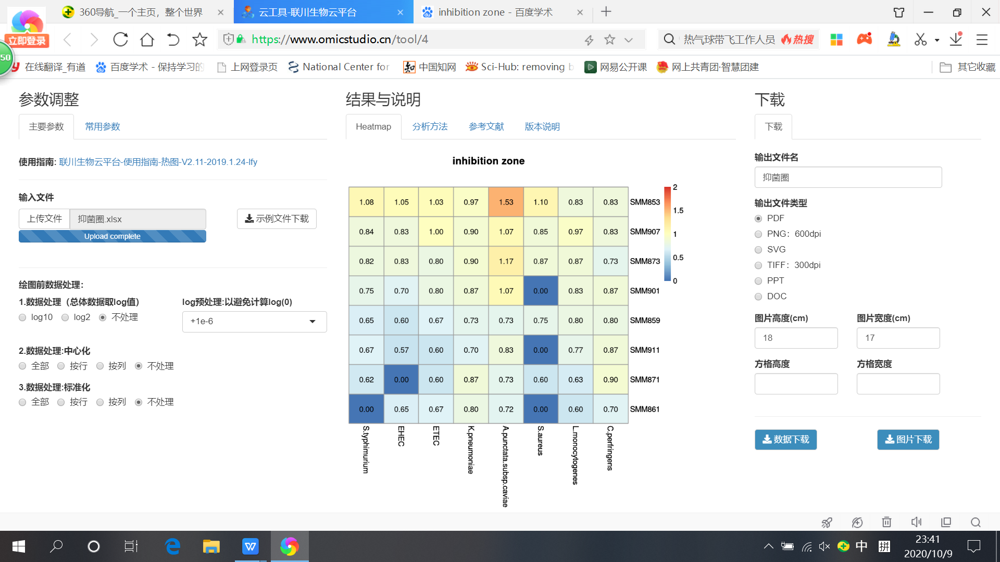 360导航_一个主页，整个世界
云工具-联川生物云平台
inhibition zone - 百度学术
立即登录
https://www.omicstudio.cn/tool/4
热气球带飞工作人员
热搜
50
在线翻译_有道
百度学术 - 保持学习的
上网登录页
National Center for
中国知网
Sci-Hub: removing b
网易公开课
网上共青团·智慧团建
其它收藏
参数调整
主要参数 常用参数
使用指南: 联川生物云平台-使用指南-热图-V2.11-2019.1.24-lfy
输入文件
上传文件 抑菌圈.xlsx
示例文件下载
Upload complete
绘图前数据处理：
1.数据处理（总体数据取log值）
log10 log2 不处理
log预处理:以避免计算log(0)
+1e-6
2.数据处理:中心化
全部 按行 按列 不处理
3.数据处理:标准化
全部 按行 按列 不处理
结果与说明
Heatmap 分析方法 参考文献 版本说明
inhibition zone
1.08 1.05 1.03 0.97 1.53 1.10 0.83 0.83 SMM853
0.84 0.83 1.00 0.90 1.07 0.85 0.97 0.83 SMM907
0.82 0.83 0.80 0.90 1.17 0.87 0.87 0.73 SMM873
0.75 0.70 0.80 0.87 1.07 0.00 0.83 0.87 SMM901
0.65 0.60 0.67 0.73 0.73 0.75 0.80 0.80 SMM859
0.67 0.57 0.60 0.70 0.83 0.00 0.77 0.87 SMM911
0.62 0.00 0.60 0.87 0.73 0.60 0.63 0.90 SMM871
0.00 0.65 0.67 0.80 0.72 0.00 0.60 0.70 SMM861
S.typhimurium
EHEC
ETEC
K.pneumoniae
A.punctata.subsp.caviae
S.aureus
L.monocytogenes
C.perfringens
2
1.5
1
0.5
0
下载
下载
输出文件名
抑菌圈
输出文件类型
PDF
PNG：600dpi
SVG
TIFF：300dpi
PPT
DOC
图片高度(cm) 图片宽度(cm)
18 17
方格高度 方格宽度
数据下载 图片下载
中
拼
23:41
2020/10/9